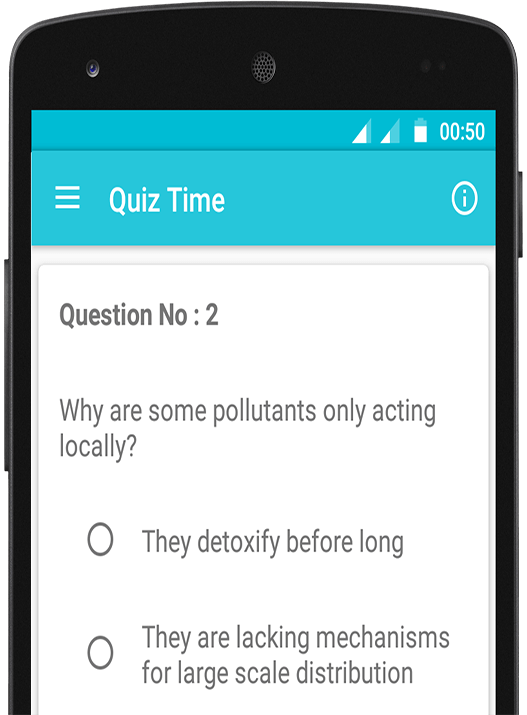 00:50
Quiz Time
Question No : 2
Why are some pollutants only acting
locally?
They detoxify before long
They are lacking mechanisms
for large scale distribution